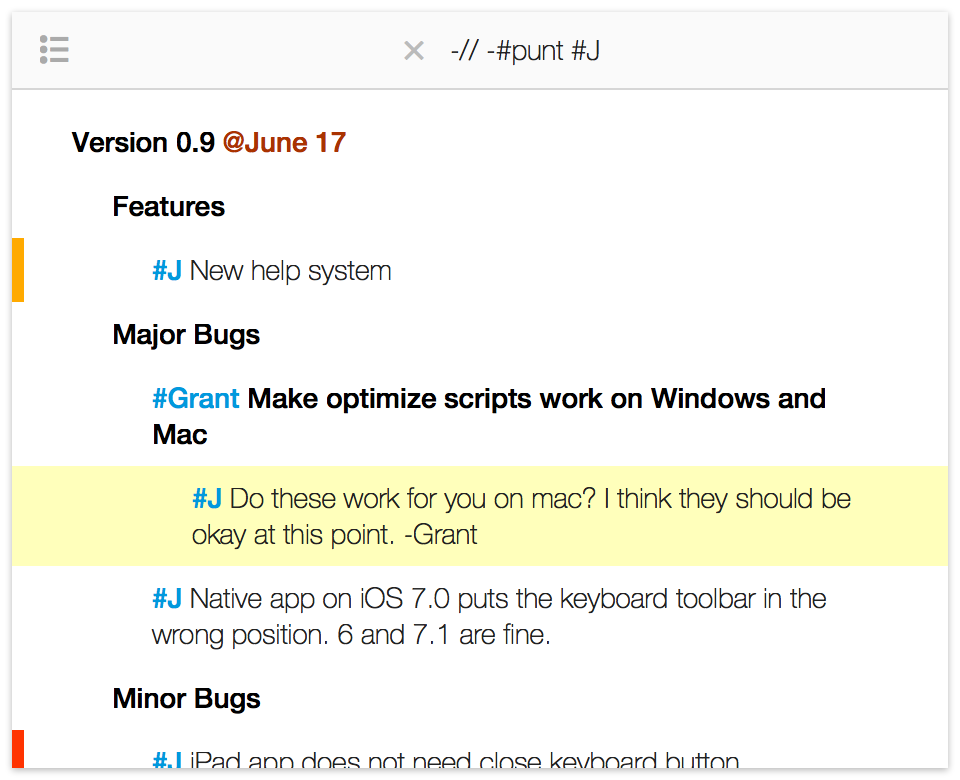 -// -#punt #J
Version 0.9 @June 17
Features
#J New help system
Major Bugs
#Grant Make optimize scripts work on Windows and
Mac
#J Do these work for you on mac? I think they should be
okay at this point. -Grant
#J Native app on iOS 7.0 puts the keyboard toolbar in the
wrong position. 6 and 7.1 are fine.
Minor Bugs
#J iPad app does not need close keyboard button